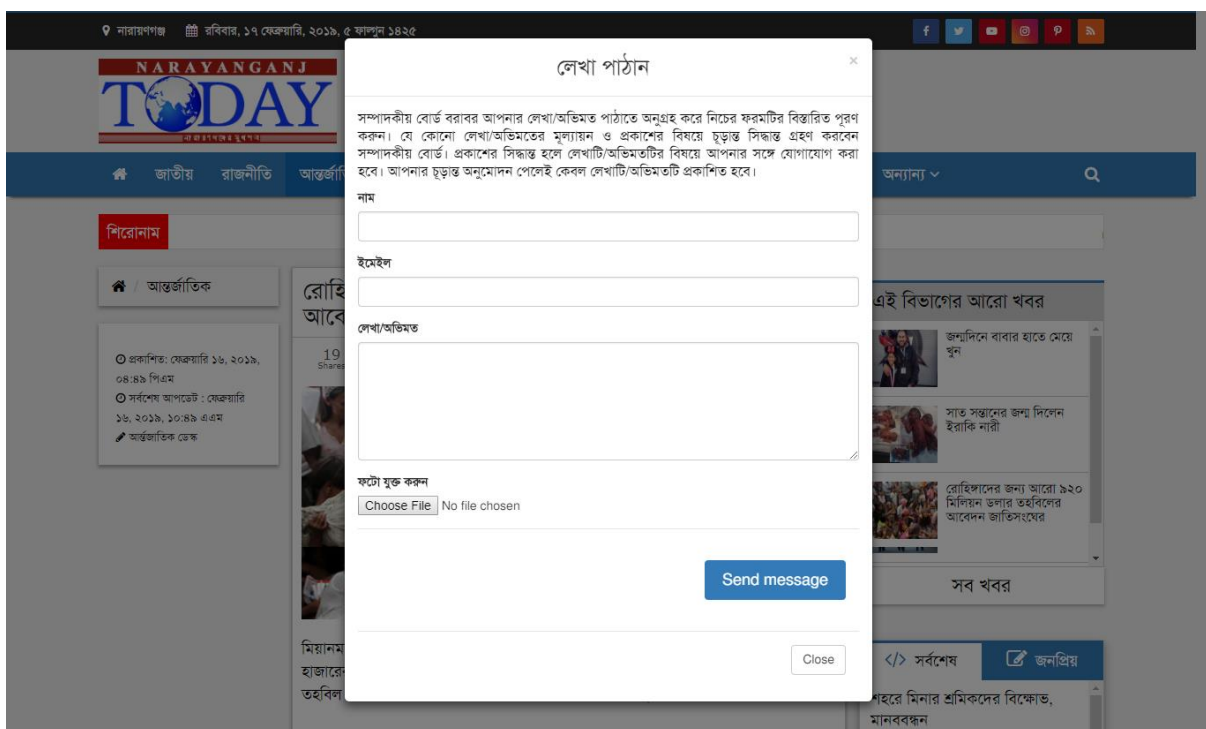 নারায়ণগঞ্জ রবিবার, ১৭ ফেব্রুয়ারি, ২০১৯, ৫ ফাল্গুন ১৪২৫
NARAYANGANJ
TODAY
জাতীয় রাজনীতি অন্যান্য
লেখা পাঠান ×
সম্পাদকীয় বোর্ড বরাবর আপনার লেখা/অভিমত পাঠাতে অনুগ্রহ করে নিচের ফরমটির বিস্তারিত পূরণ
করুন। যে কোনো লেখা/অভিমতের মূল্যায়ন ও প্রকাশের বিষয়ে চূড়ান্ত সিদ্ধান্ত গ্রহণ করবেন
সম্পাদকীয় বোর্ড। প্রকাশের সিদ্ধান্ত হলে লেখাটি/অভিমতটির বিষয়ে আপনার সঙ্গে যোগাযোগ করা
হবে। আপনার চূড়ান্ত অনুমোদন পেলেই কেবল লেখাটি/অভিমতটি প্রকাশিত হবে।
নাম
ইমেইল
লেখা/অভিমত
ফটো যুক্ত করুন
Choose File No file chosen
Send message
Close
শিরোনাম
/ আন্তর্জাতিক
প্রকাশিত: ফেব্রুয়ারি ১৬, ২০১৯,
০৪:৪৯ পিএম
সর্বশেষ আপডেট : ফেব্রুয়ারি
১৬, ২০১৯, ১০:৪৯ এএম
আর্ন্তজাতিক ডেস্ক
19
Shares
এই বিভাগের আরো খবর
জন্মদিনে বাবার হাতে মেয়ে
খুন
সাত সন্তানের জন্ম দিলেন
ইরাকি নারী
রোহিঙ্গাদের জন্য আরো ৯২০
মিলিয়ন ডলার তহবিলের
আবেদন জাতিসংঘের
সব খবর
</> সর্বশেষ জনপ্রিয়
শহরে মিনার শ্রমিকদের বিক্ষোভ,
মানববন্ধন
তহবিল